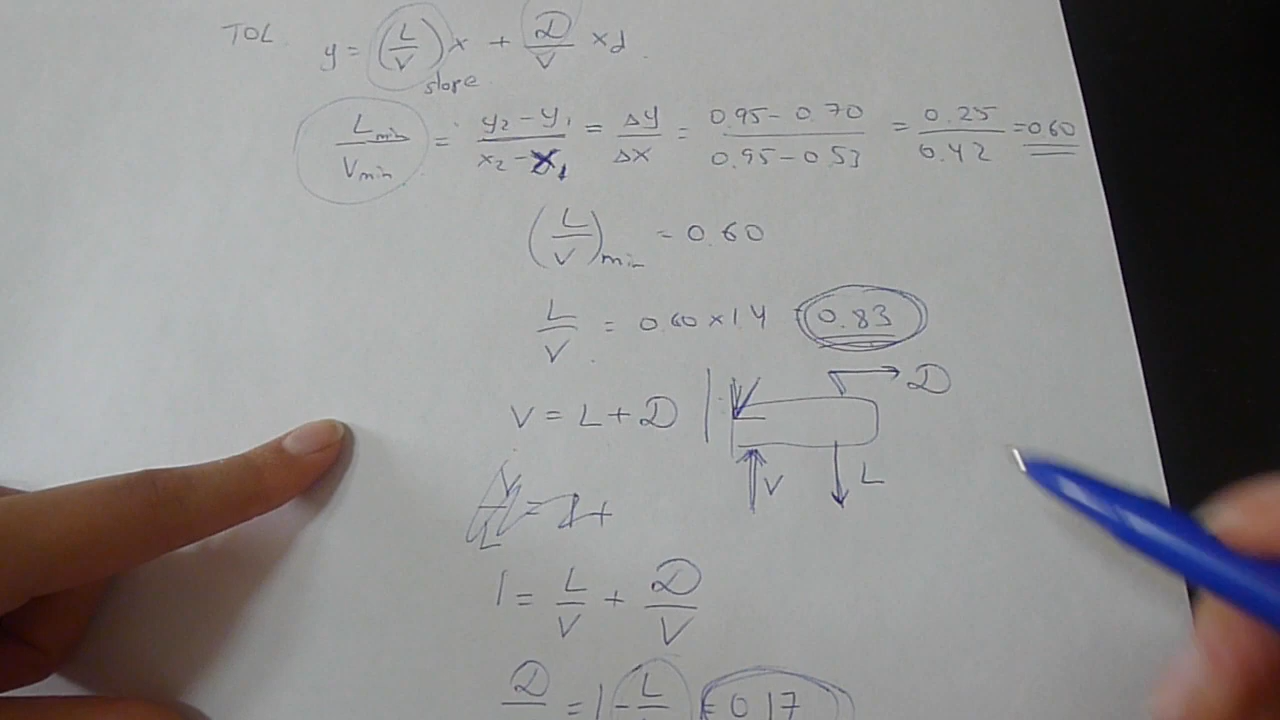 TOL y = (L/V) x + D/V xd
slope
Lmin/Vmin = y2 - y1 / x2 - x1 = Δy/Δx = 0.95 - 0.70 / 0.95 - 0.53 = 0.25/0.42 = 0.60
(L/V)min = 0.60
L/V = 0.60 × 1.4 = 0.83
V = L + D
D
V
L
1 = L/V + D/V
D = 1 - L = 0.17